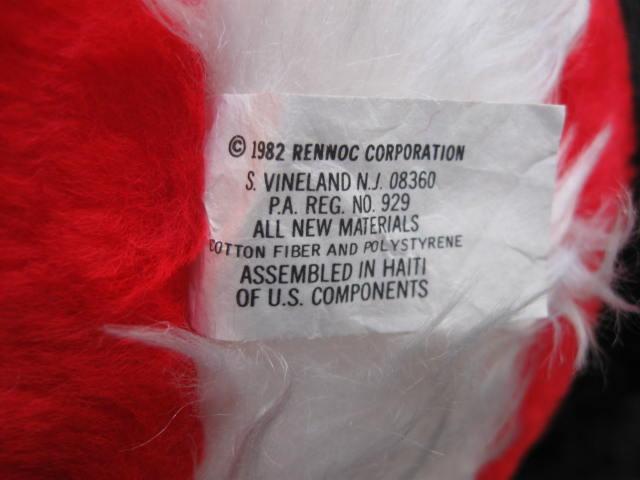 © 1982 RENNOC CORPORATION
S. VINELAND N.J. 08360
P.A. REG. NO. 929
ALL NEW MATERIALS
COTTON FIBER AND POLYSTYRENE
ASSEMBLED IN HAITI
OF U.S. COMPONENTS